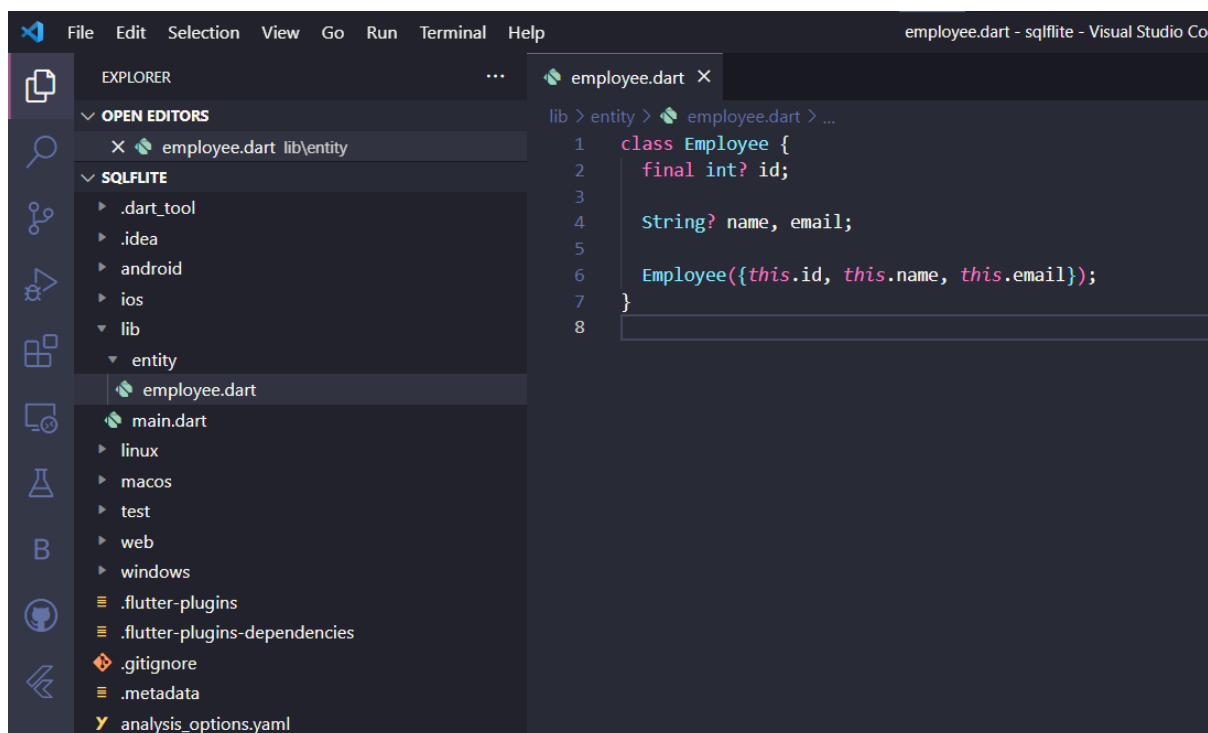 File Edit Selection View Go Run Terminal Help employee.dart - sqlflite - Visual Studio Co
EXPLORER ...
OPEN EDITORS
employee.dart lib\entity
SQLFLITE
.dart_tool
.idea
android
ios
lib
entity
employee.dart
main.dart
linux
macos
test
web
windows
.flutter-plugins
.flutter-plugins-dependencies
.gitignore
.metadata
analysis_options.yaml
B
employee.dart
lib > entity > employee.dart > ...
1 class Employee {
2 final int? id;
3
4 String? name, email;
5
6 Employee({this.id, this.name, this.email});
7 }
8